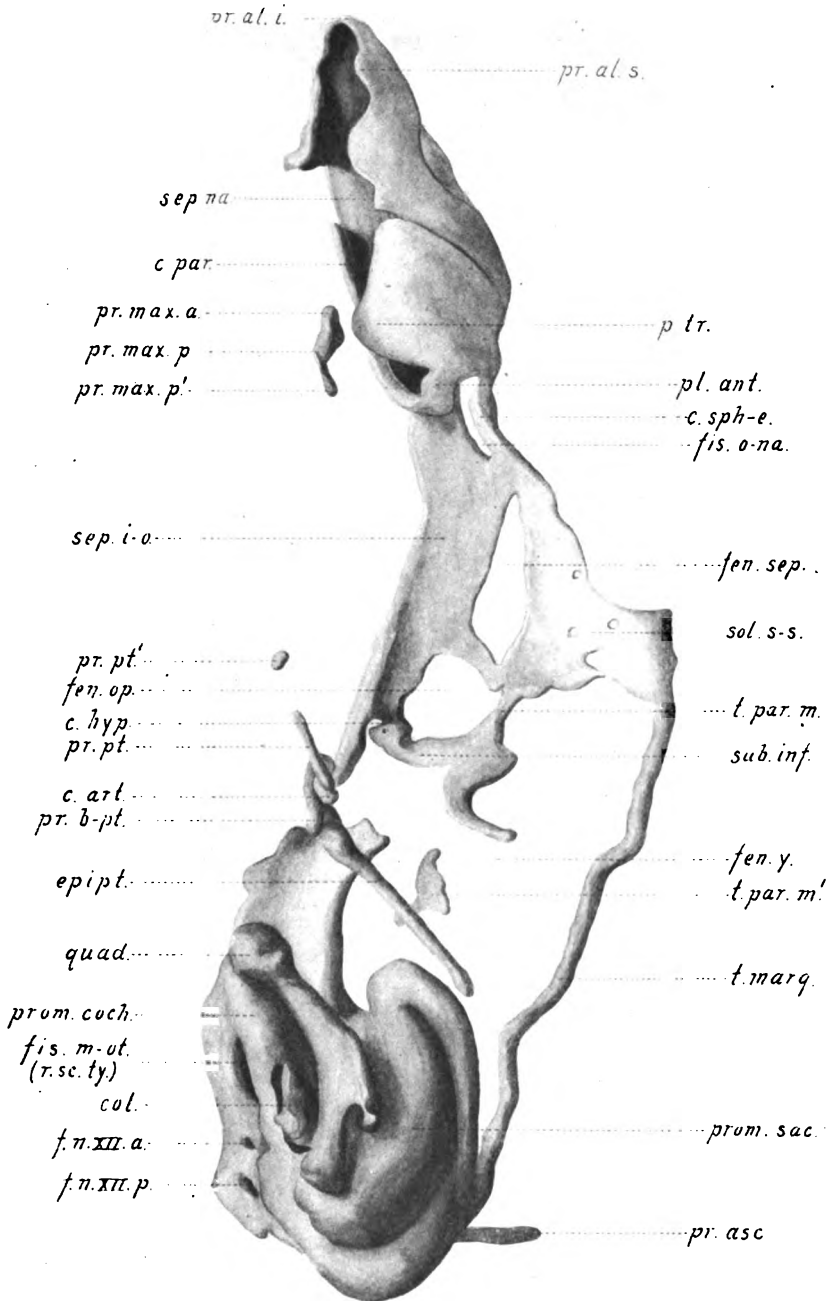 pr. al. i.
pr. al. s.
sep na
c par.
pr. max. a.
pr. max. p
pr. max. p'.
p tr.
pl. ant.
c. sph-e.
fis. o-na.
sep. i-o.
fen. sep.
sol. s-s.
pr. pt'
fen. op.
c. hyp.
pr. pt.
t. par. m.
sub. inf.
c. art.
pr. b-pt.
epipt.
fen. y.
t. par. m'.
quad.
t. marg.
prom. coch.
fis. m-ot.
(r. sc. ty.)
col.
f. n. XII. a.
f. n. XII. p.
prom. sac.
pr. asc